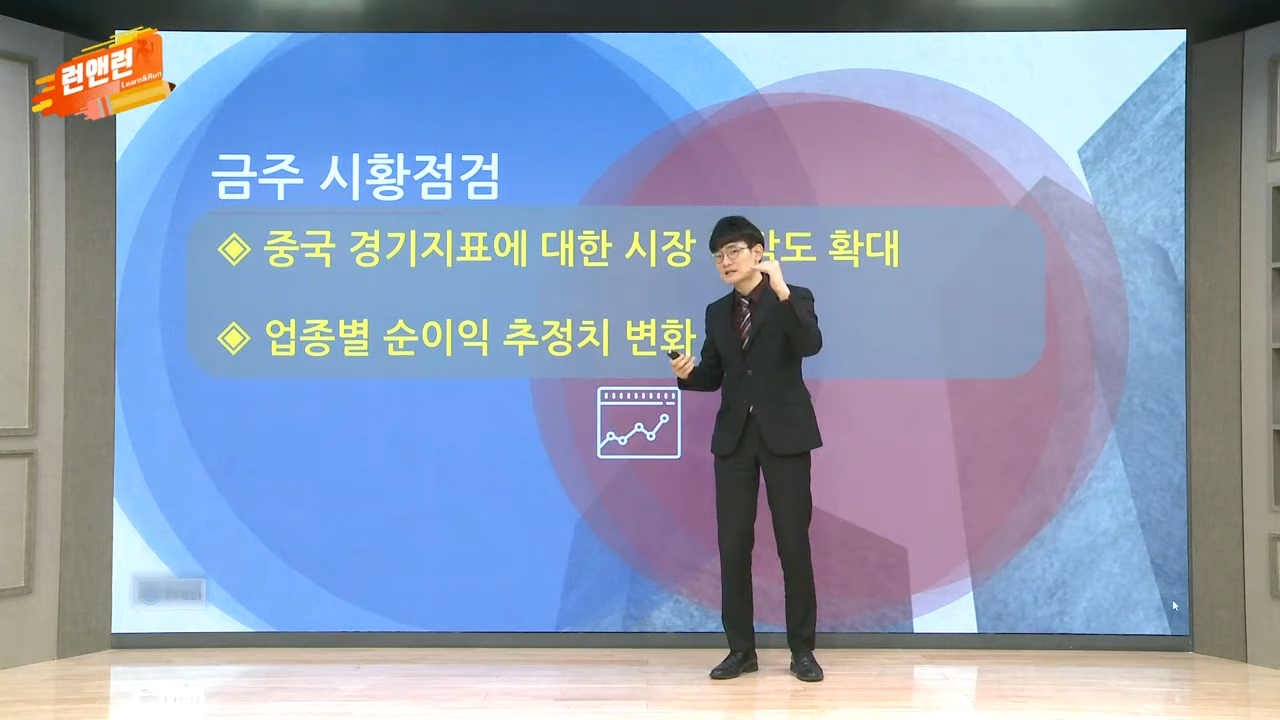 런앤런
Learn&Run
금주 시황점검
◈ 중국 경기지표에 대한 시장 도 확대
◈ 업종별 순이익 추정치 변화